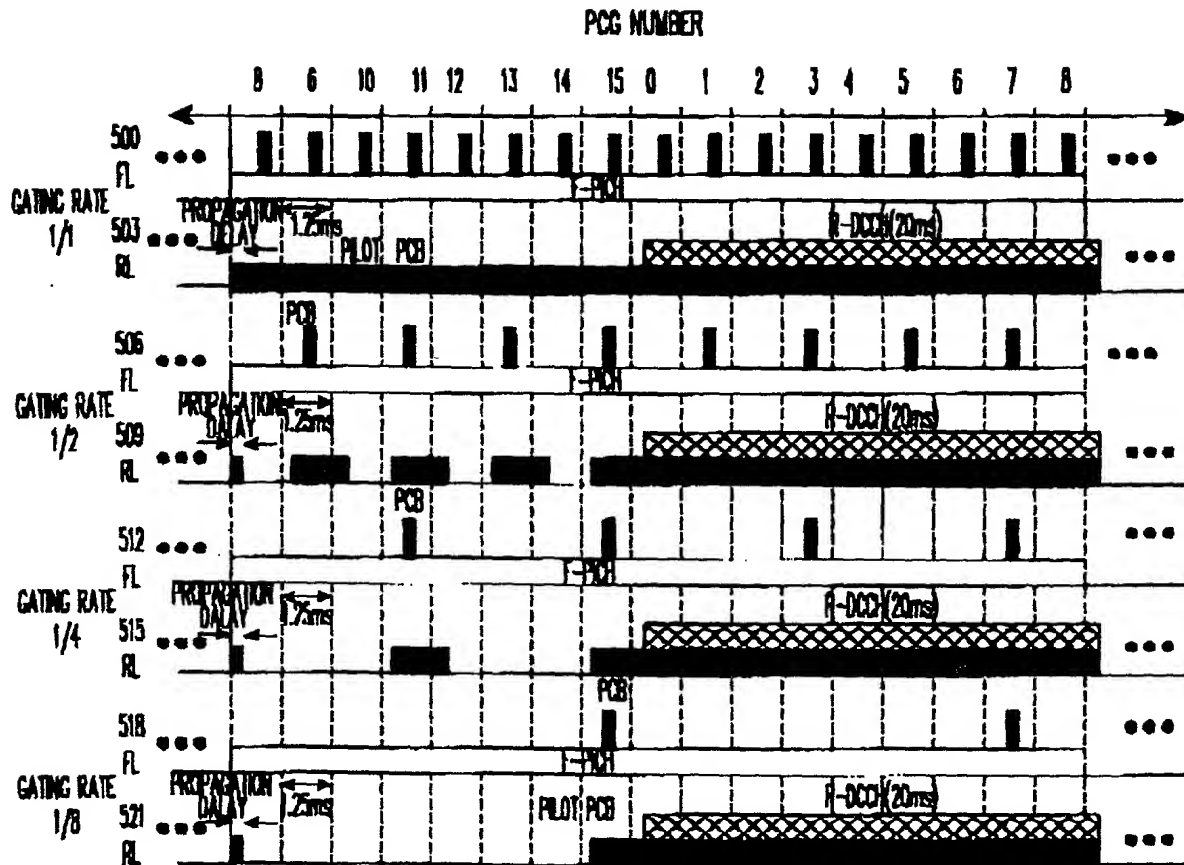 PCG NUMBER
8 6 10 11 12 13 14 15 0 1 2 3 4 5 6 7 8
500
FL
F-PICH
GATING RATE
1/1
503
RL
PROPAGATION
DELAY
1.25ms
PILOT PCB
R-DCCH(20ms)
PCB
506
FL
F-PICH
GATING RATE
1/2
509
RL
PROPAGATION
DALAY
1.25ms
R-DCCH(20ms)
PCB
512
FL
F-PICH
GATING RATE
1/4
515
RL
PROPAGATION
DALAY
1.25ms
R-DCCH(20ms)
PCB
518
FL
F-PICH
GATING RATE
1/8
521
RL
PROPAGATION
DALAY
1.25ms
PILOT PCB
R-DCCH(20ms)